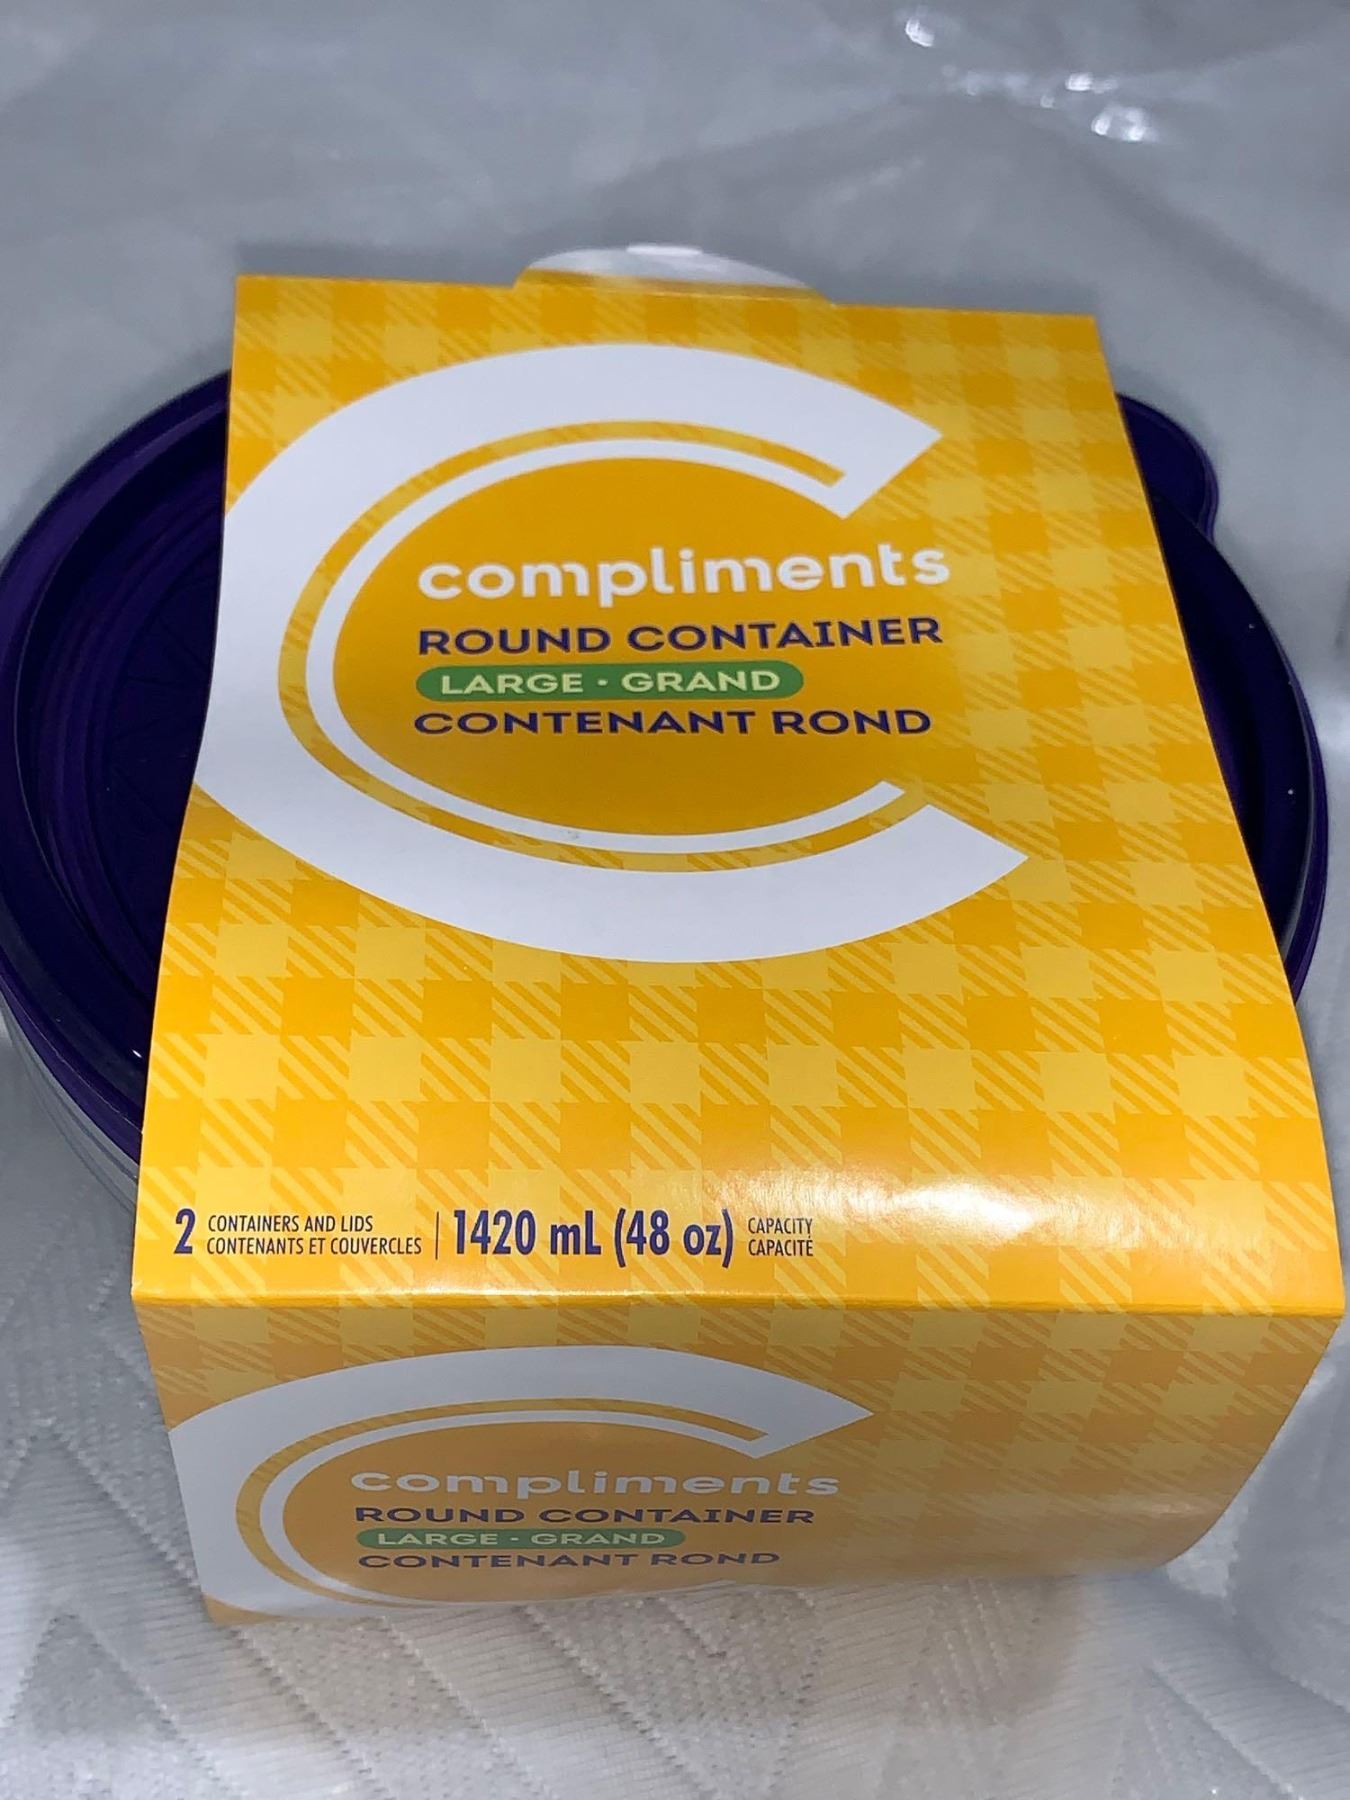 compliments
ROUND CONTAINER
LARGE • GRAND
CONTENANT ROND
2 CONTAINERS AND LIDS
CONTENANTS ET COUVERCLES
1420 mL (48 oz) CAPACITY
CAPACITÉ
compliments
ROUND CONTAINER
LARGE • GRAND
CONTENANT ROND